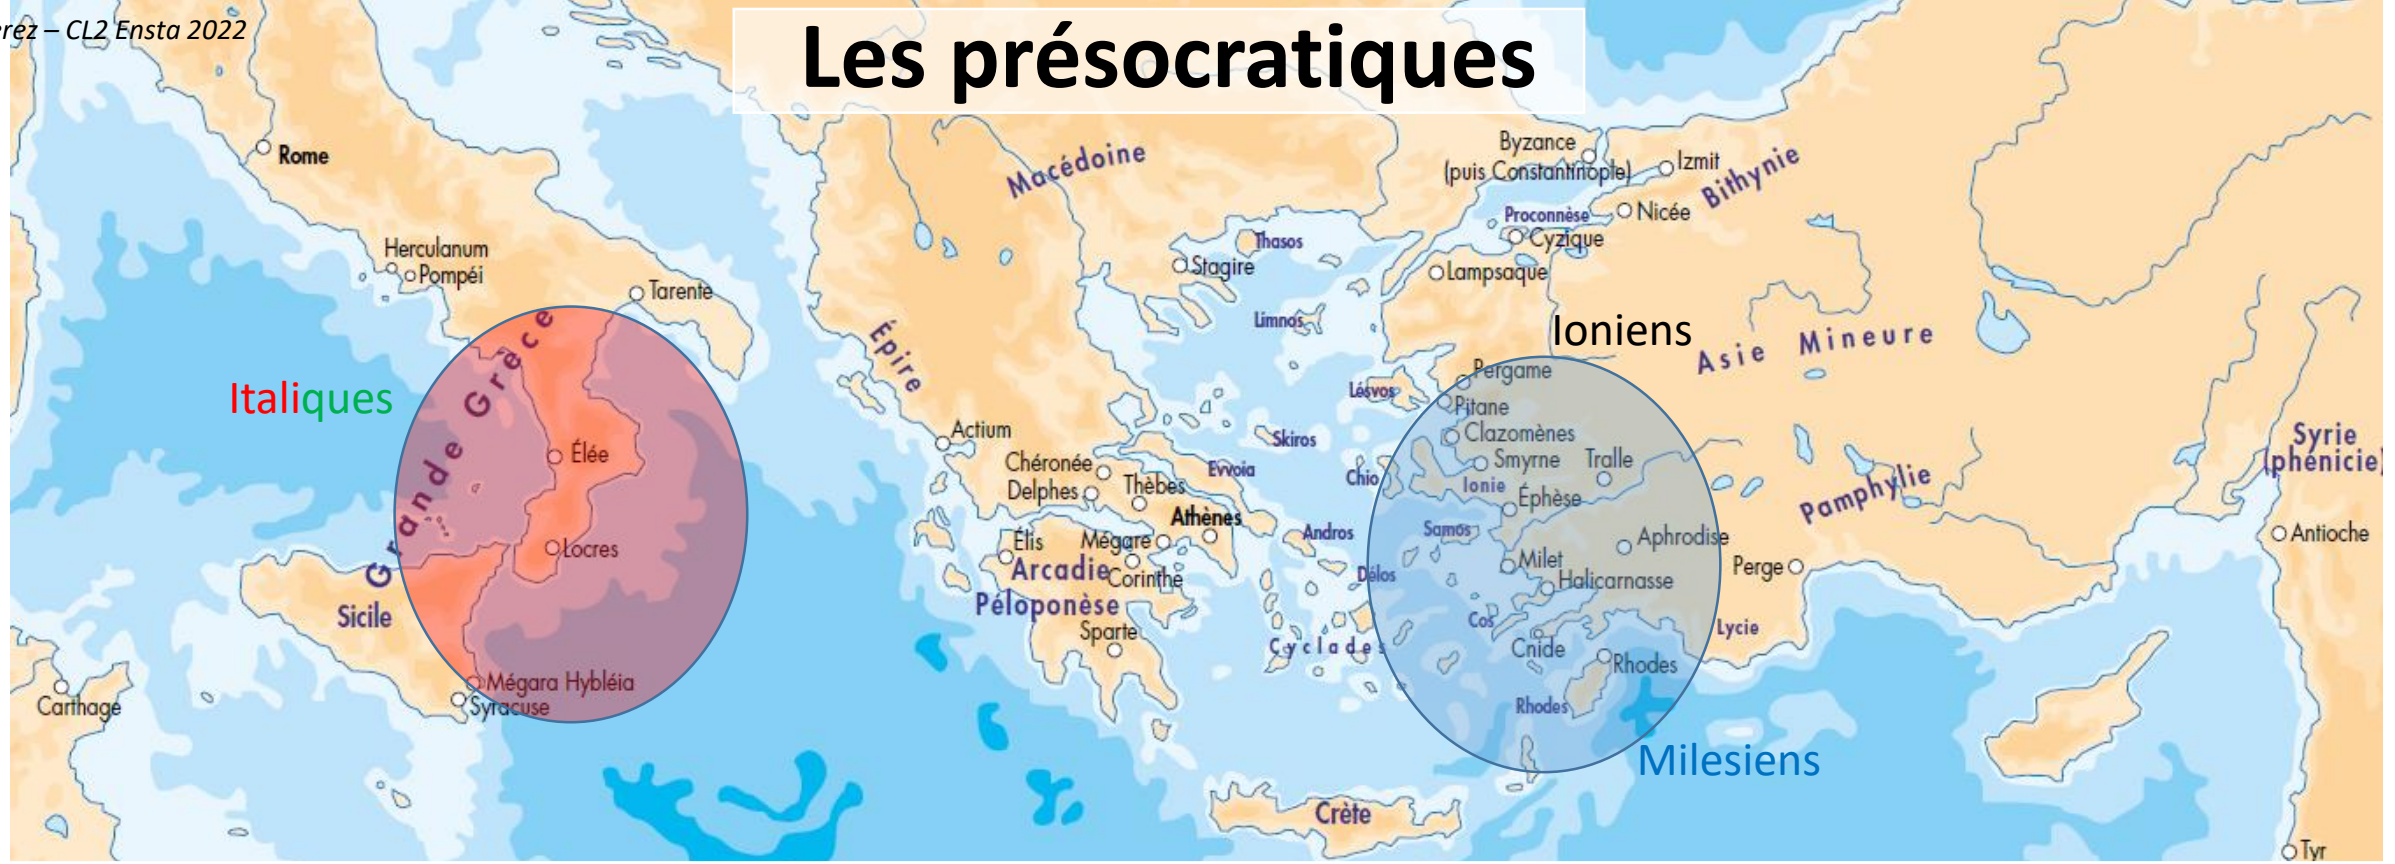 – CL2 Ensta 2022
Les présocratiques
Rome
Herculanum
Pompéi
Tarente
Grande Grèce
Italiques
Élée
Locres
Sicile
Mégara Hybléia
Syracuse
Carthage
Macédoine
Épire
Actium
Chéronée
Delphes
Thèbes
Athènes
Élis
Mégare
Arcadie
Corinthe
Péloponèse
Sparte
Stagire
Thasos
Limnos
Lésvos
Skiros
Evvoia
Chio
Andros
Délos
Cyclades
Crète
Byzance
(puis Constantinople)
Izmit
Bithynie
Proconnèse
Nicée
Cyzique
Lampsaque
Ioniens
Asie Mineure
Pergame
Pitane
Clazomènes
Smyrne
Tralle
Ionie
Éphèse
Samos
Aphrodise
Milet
Halicarnasse
Cos
Cnide
Rhodes
Rhodes
Milesiens
Pamphylie
Perge
Lycie
Syrie
(phénicie)
Antioche
Tyr